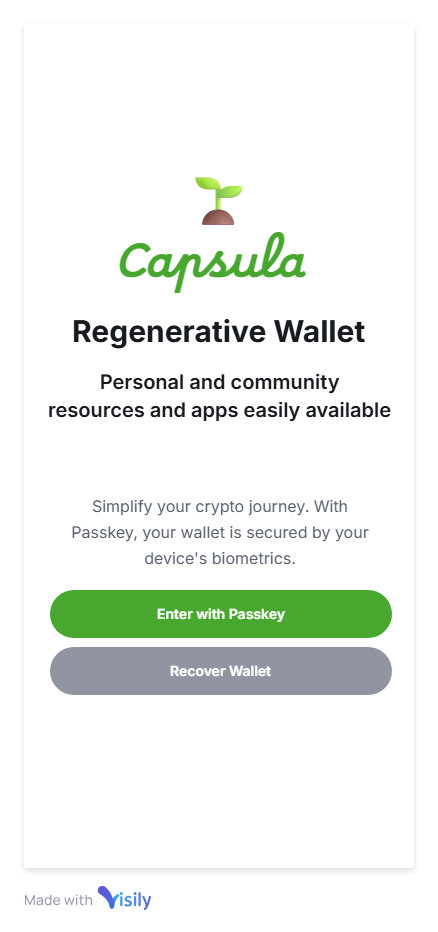 Capsula
Regenerative Wallet
Personal and community
resources and apps easily available
Simplify your crypto journey. With
Passkey, your wallet is secured by your
device's biometrics.
Enter with Passkey
Recover Wallet
Made with Visily